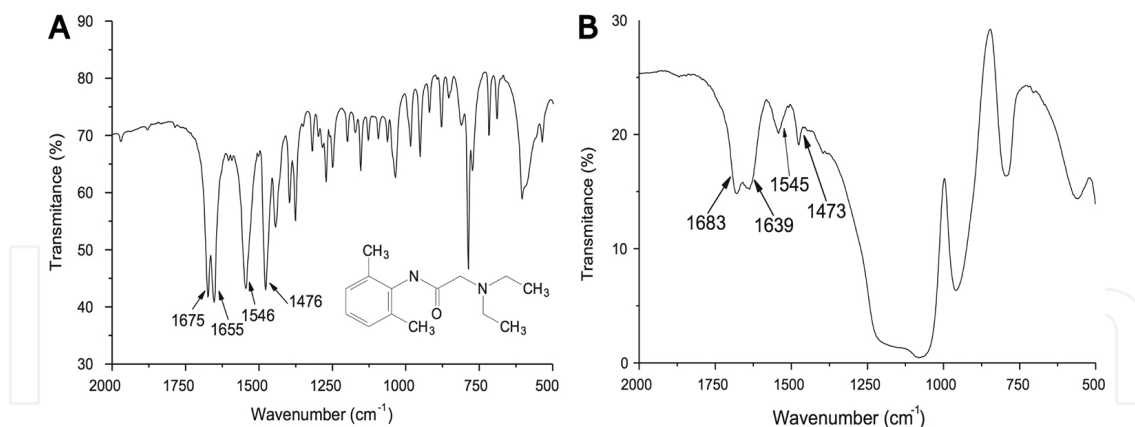 A
90
80
70
60
50
40
30
Transmitance (%)
1675
1655
1546
1476
CH3
N
O
N
CH3
CH3
CH3
2000 1750 1500 1250 1000 750 500
Wavenumber (cm-1)
B
30
20
10
0
Transmitance (%)
1683
1639
1545
1473
2000 1750 1500 1250 1000 750 500
Wavenumber (cm-1)